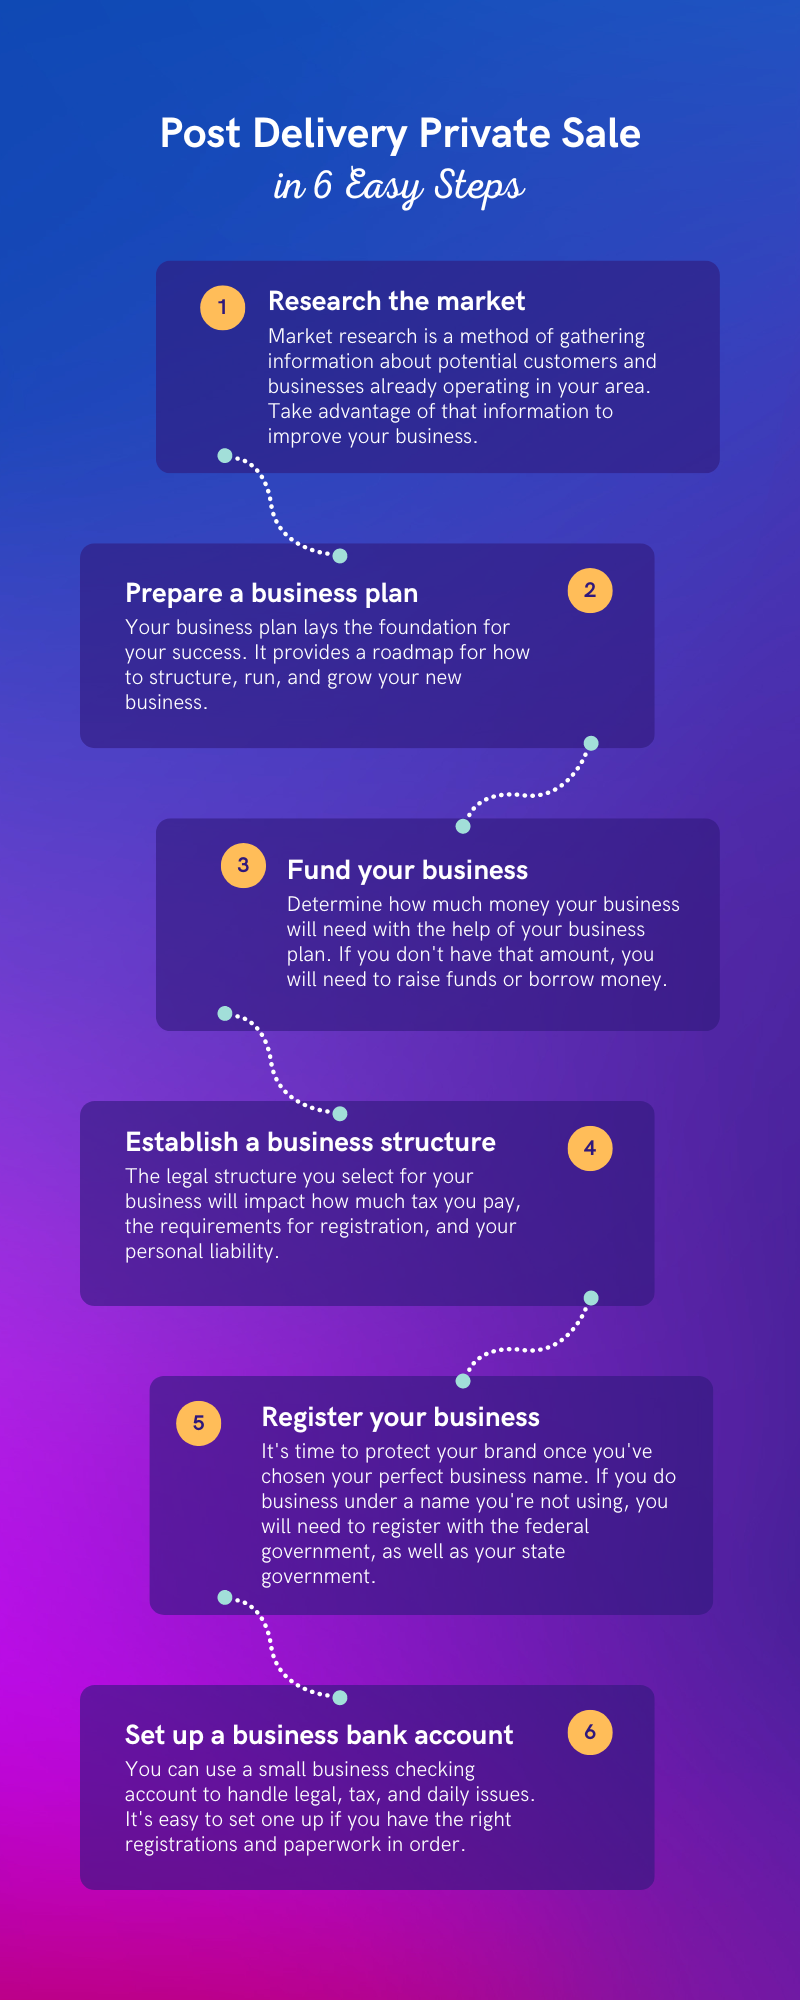 Post Delivery Private Sale
in 6 Easy Steps
1
Research the market
Market research is a method of gathering
information about potential customers and
businesses already operating in your area.
Take advantage of that information to
improve your business.
Prepare a business plan
2
Your business plan lays the foundation for
your success. It provides a roadmap for how
to structure, run, and grow your new
business.
3
Fund your business
Determine how much money your business
will need with the help of your business
plan. If you don't have that amount, you
will need to raise funds or borrow money.
Establish a business structure
4
The legal structure you select for your
business will impact how much tax you pay,
the requirements for registration, and your
personal liability.
5
Register your business
It's time to protect your brand once you've
chosen your perfect business name. If you do
business under a name you're not using, you
will need to register with the federal
government, as well as your state
government.
Set up a business bank account
6
You can use a small business checking
account to handle legal, tax, and daily issues.
It's easy to set one up if you have the right
registrations and paperwork in order.